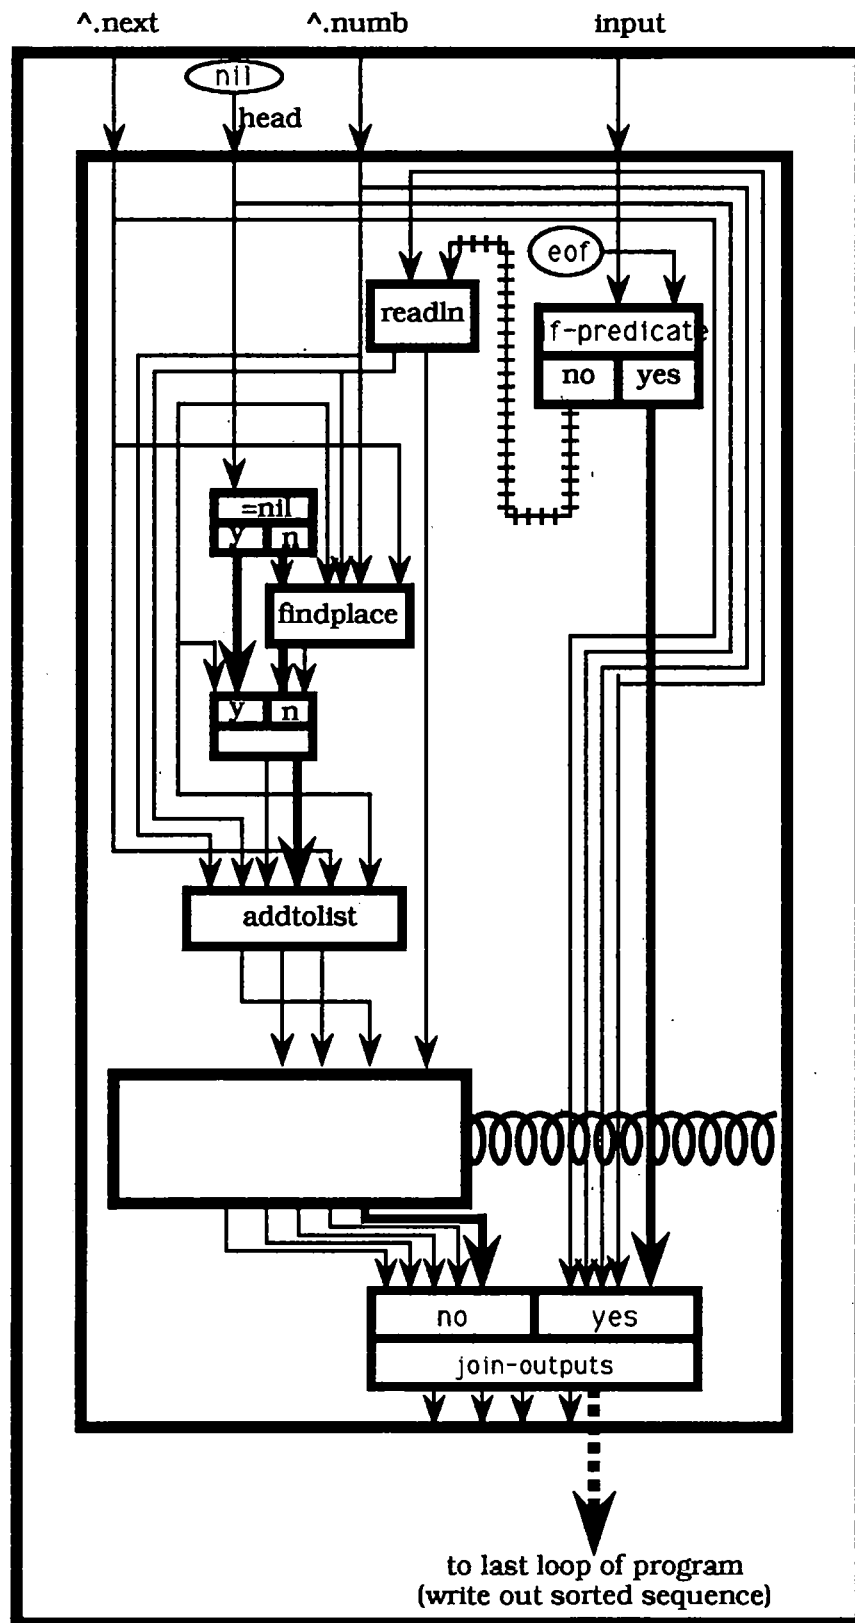 ^.next ^.numb input
nil
head
eof
readln
if-predicate
no yes
=nil
y n
findplace
y n
addtolist
no yes
join-outputs
to last loop of program
(write out sorted sequence)